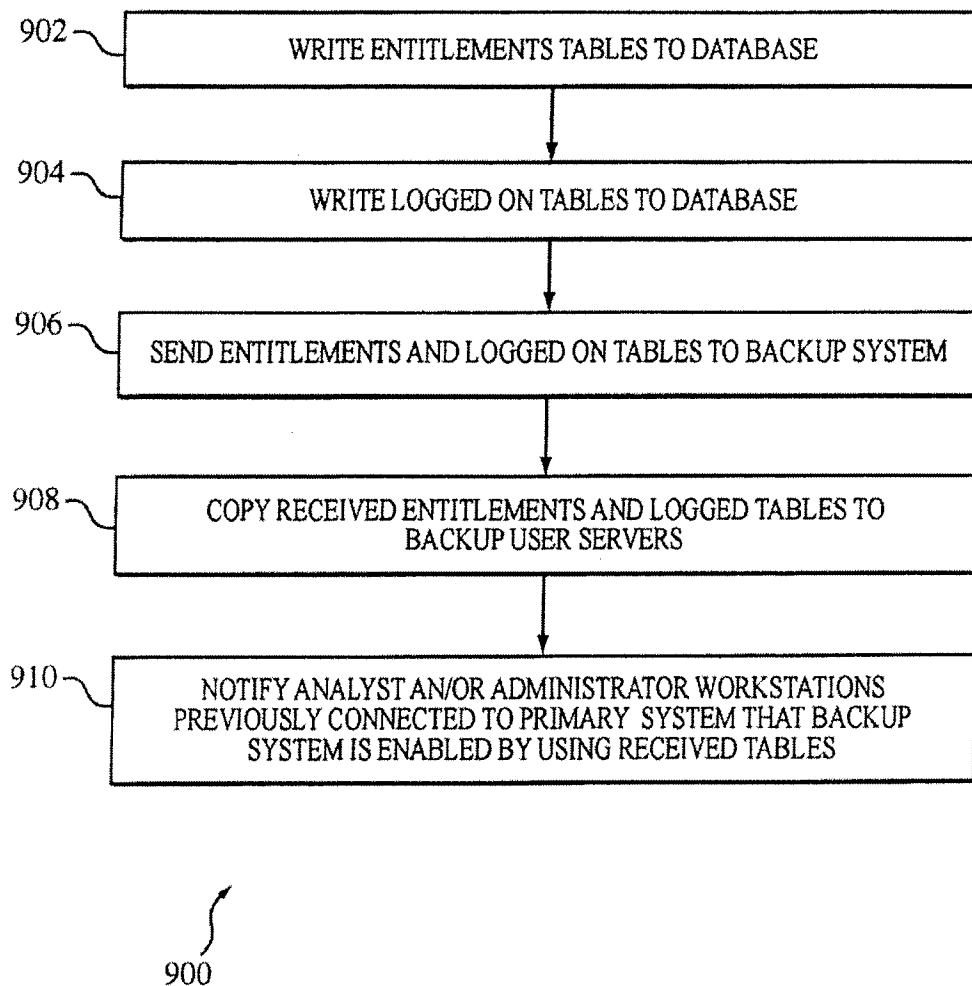 902
WRITE ENTITLEMENTS TABLES TO DATABASE
904
WRITE LOGGED ON TABLES TO DATABASE
906
SEND ENTITLEMENTS AND LOGGED ON TABLES TO BACKUP SYSTEM
908
COPY RECEIVED ENTITLEMENTS AND LOGGED TABLES TO
BACKUP USER SERVERS
910
NOTIFY ANALYST AN/OR ADMINISTRATOR WORKSTATIONS
PREVIOUSLY CONNECTED TO PRIMARY SYSTEM THAT BACKUP
SYSTEM IS ENABLED BY USING RECEIVED TABLES
900